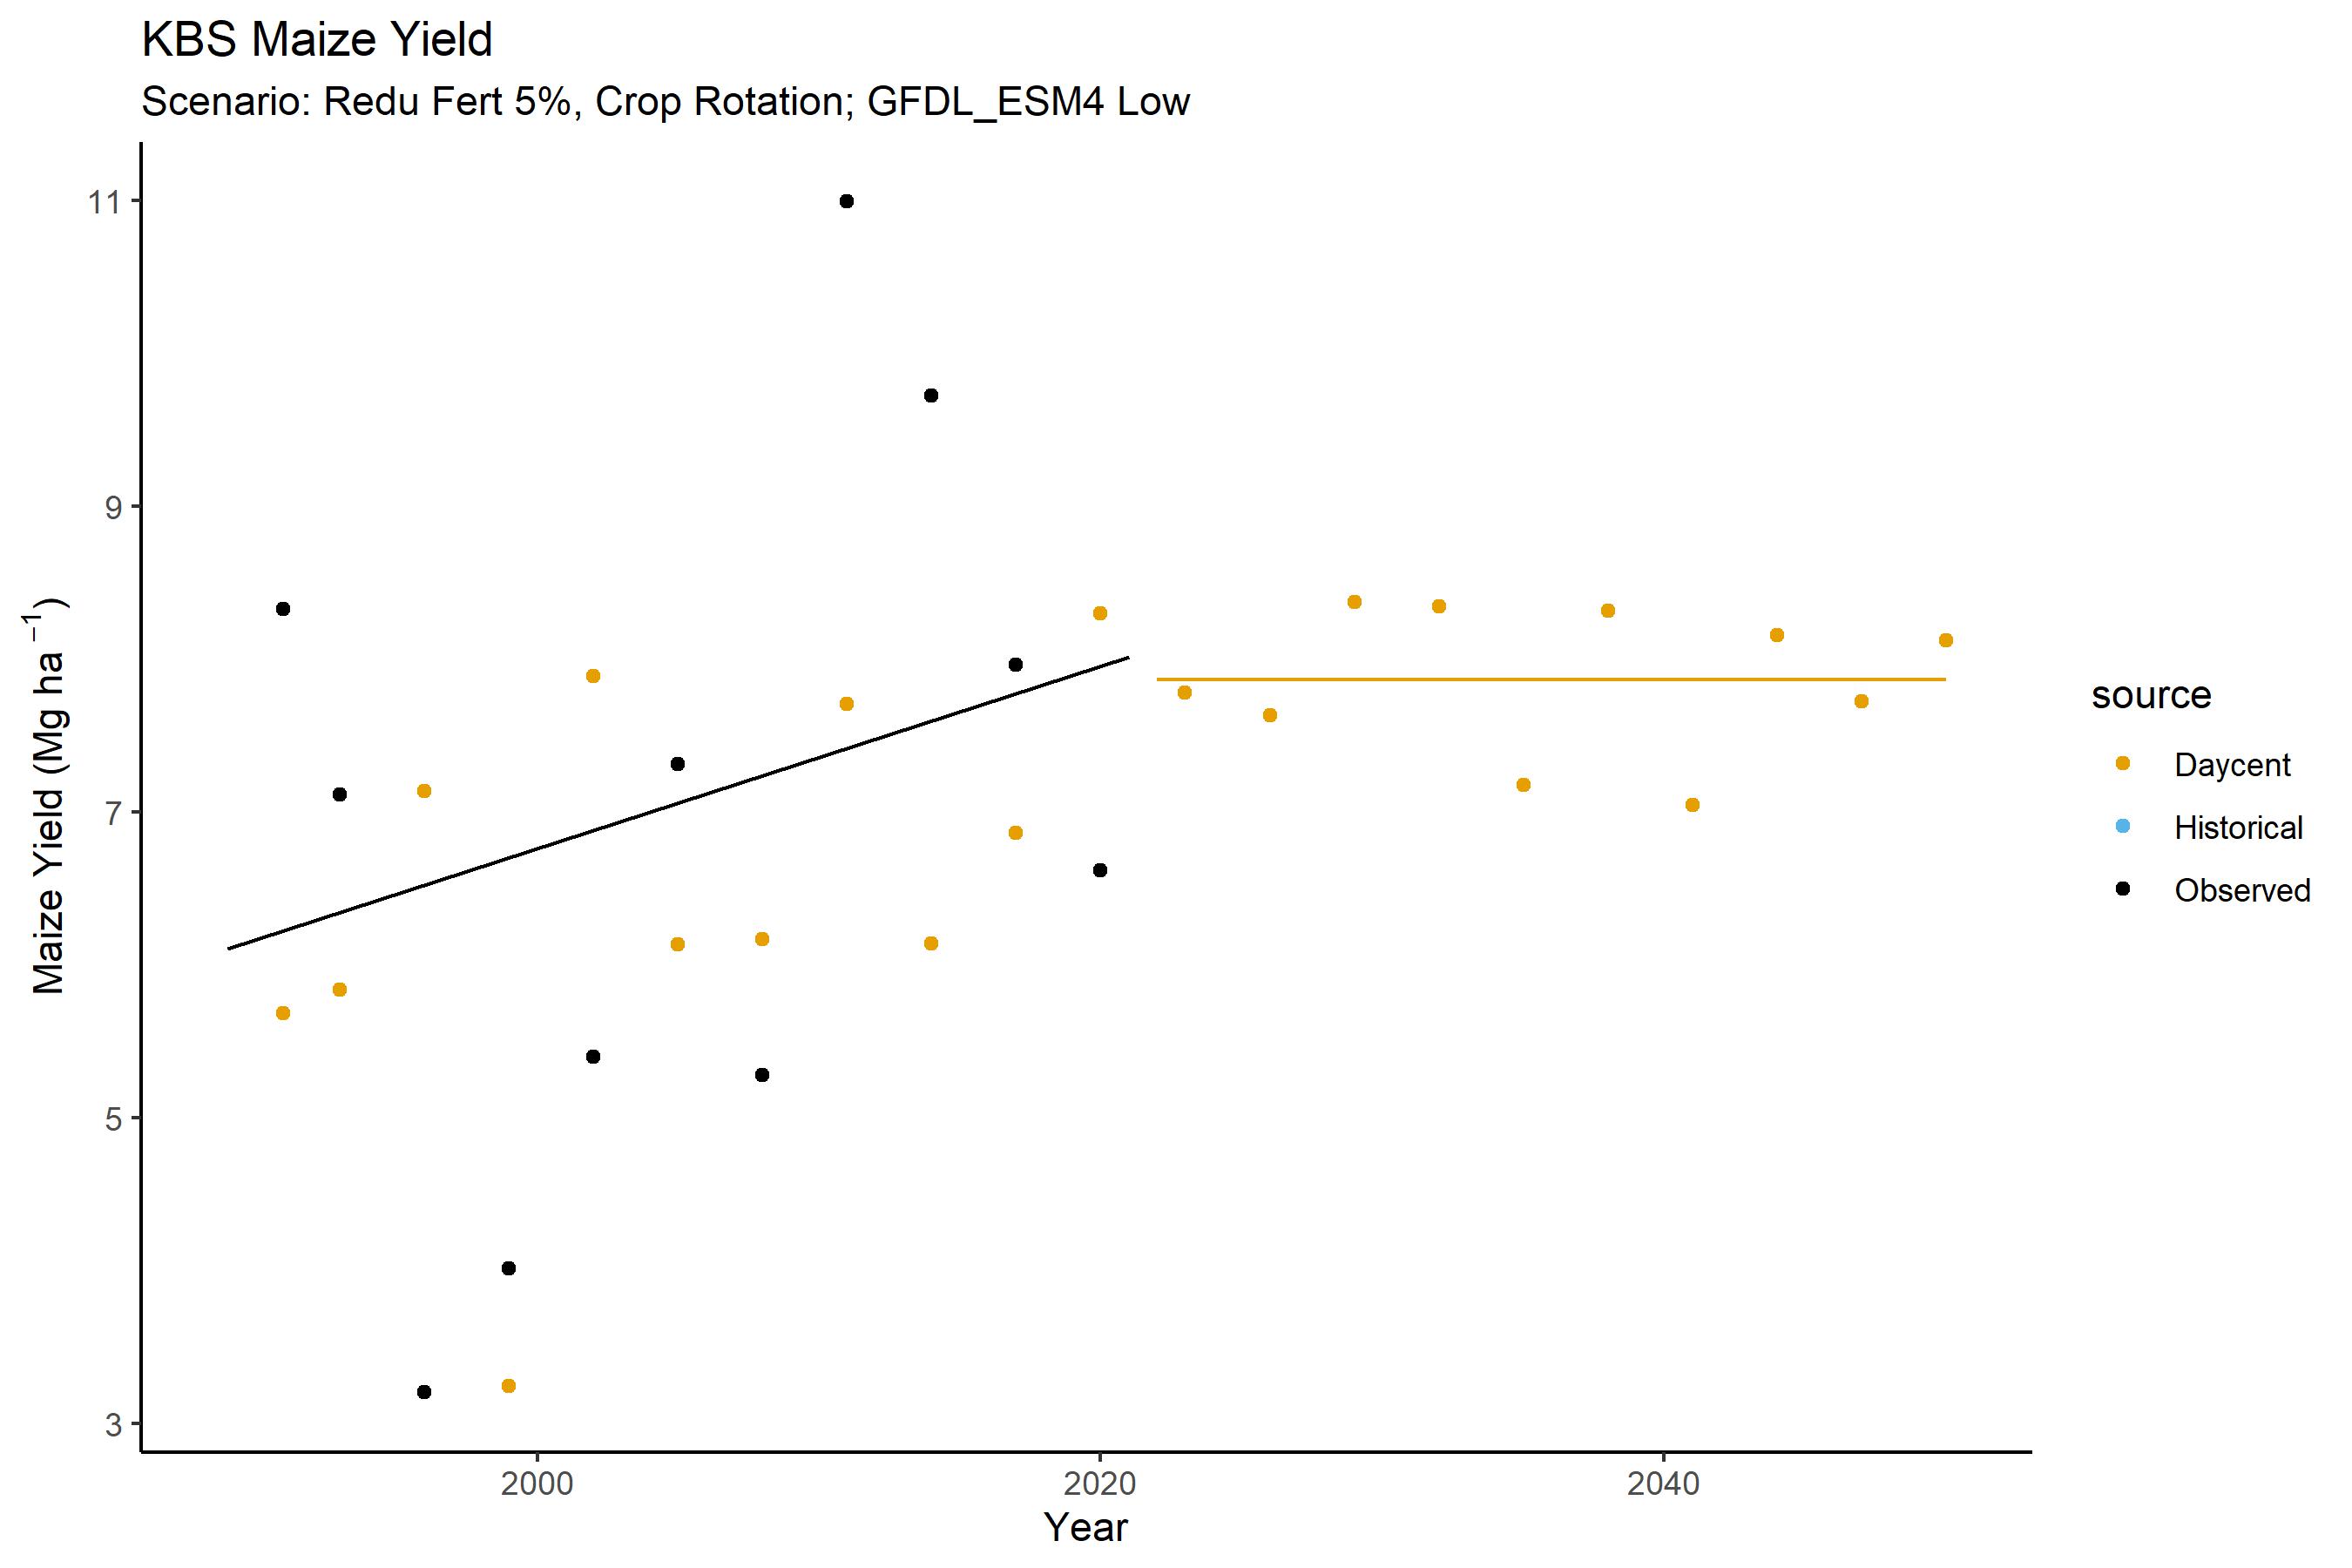 KBS Maize Yield
Scenario: Redu Fert 5%, Crop Rotation; GFDL_ESM4 Low
Maize Yield (Mg ha −1)
11
9
7
5
3
2000
2020
2040
Year
source
Daycent
Historical
Observed